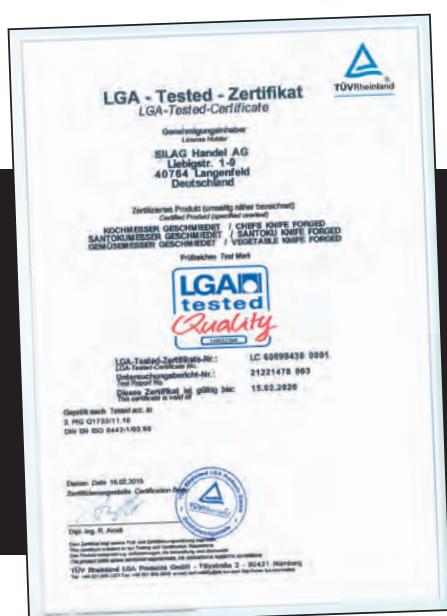 TÜVRheinland
®
LGA - Tested - Zertifikat
LGA-Tested-Certificate
Genehmigungsinhaber
License Holder
SILAG Handel AG
Liebigstr. 1-9
40764 Langenfeld
Deutschland
Zertifiziertes Produkt (umseitig näher bezeichnet)
Certified Product (specified overleaf)
KOCHMESSER GESCHMIEDET / CHEFS KNIFE FORGED
SANTOKUMESSER GESCHMIEDET / SANTOKU KNIFE FORGED
GEMÜSEMESSER GESCHMIEDET / VEGETABLE KNIFE FORGED
Prüfzeichen Test Mark
LGA
tested
Quality
LGA-Tested-Zertifikats-Nr.: LC 60099438 0001
LGA-Tested-Certificate No.
Untersuchungsbericht-Nr.: 21221478 003
Test Report No.
Dieses Zertifikat ist gültig bis: 15.02.2020
This certificate is valid till
Geprüft nach Tested acc. to
2 PfG Q1733/11.10
DIN EN ISO 8442-1/03.98
Datum Date 16.02.2015
Zertifizierungsstelle Certification Body
Dipl.-Ing. R. Arndt
TÜV Rheinland LGA Products GmbH - Tillystraße 2 - 90431 Nürnberg